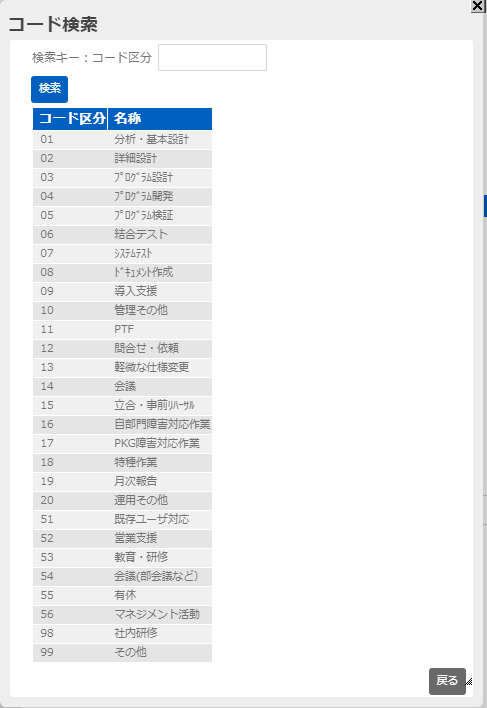 コード検索
検索キー：コード区分
検索
コード区分 名称
01 分析・基本設計
02 詳細設計
03 ﾌﾟﾛｸﾞﾗﾑ設計
04 ﾌﾟﾛｸﾞﾗﾑ開発
05 ﾌﾟﾛｸﾞﾗﾑ検証
06 結合テスト
07 ｼｽﾃﾑﾃｽﾄ
08 ﾄﾞｷｭﾒﾝﾄ作成
09 導入支援
10 管理その他
11 PTF
12 問合せ・依頼
13 軽微な仕様変更
14 会議
15 立合・事前ﾘﾊｰｻﾙ
16 自部門障害対応作業
17 PKG障害対応作業
18 特種作業
19 月次報告
20 運用その他
51 既存ユーザ対応
52 営業支援
53 教育・研修
54 会議(部会議など)
55 有休
56 マネジメント活動
98 社内研修
99 その他
戻る